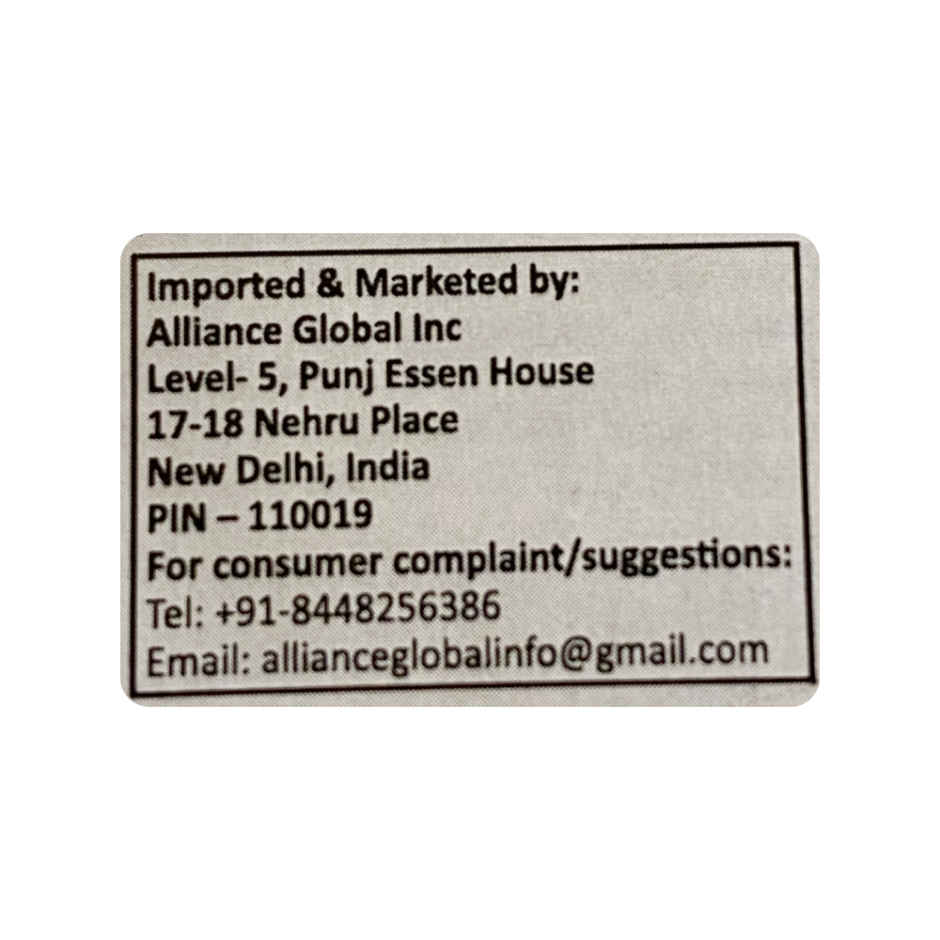 Imported & Marketed by:
Alliance Global Inc
Level- 5, Punj Essen House
17-18 Nehru Place
New Delhi, India
PIN – 110019
For consumer complaint/suggestions:
Tel: +91-8448256386
Email: allianceglobalinfo@gmail.com